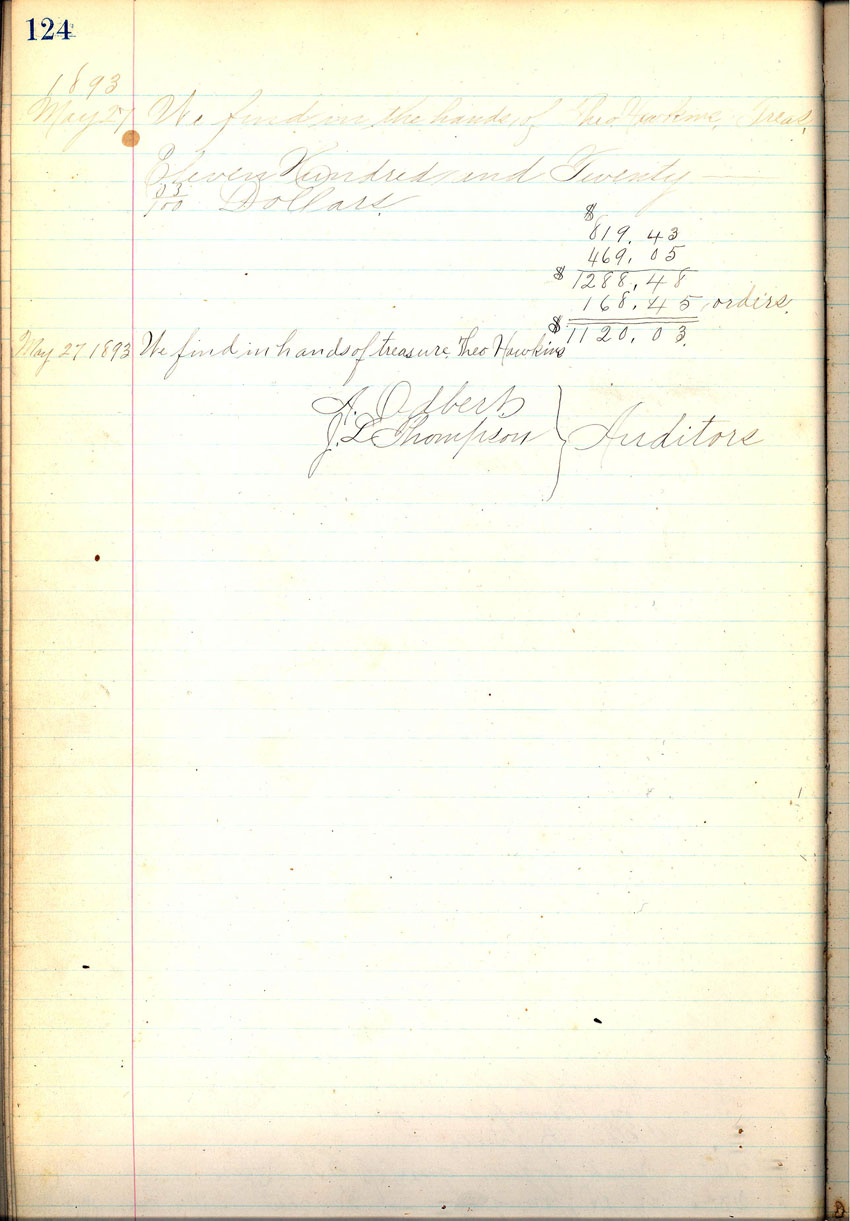 124
1893
May 27 We find in the hands of Theo Hawkins, Treas,
Eleven Hundred and Twenty —
03/100 Dollars
$
819.43
469.05
$ 1288.48
168.45 orders.
$ 1120.03
May 27 1893 We find in hands of treasure Theo Hawkins
A. Odbert
J. L. Thompson } Auditors